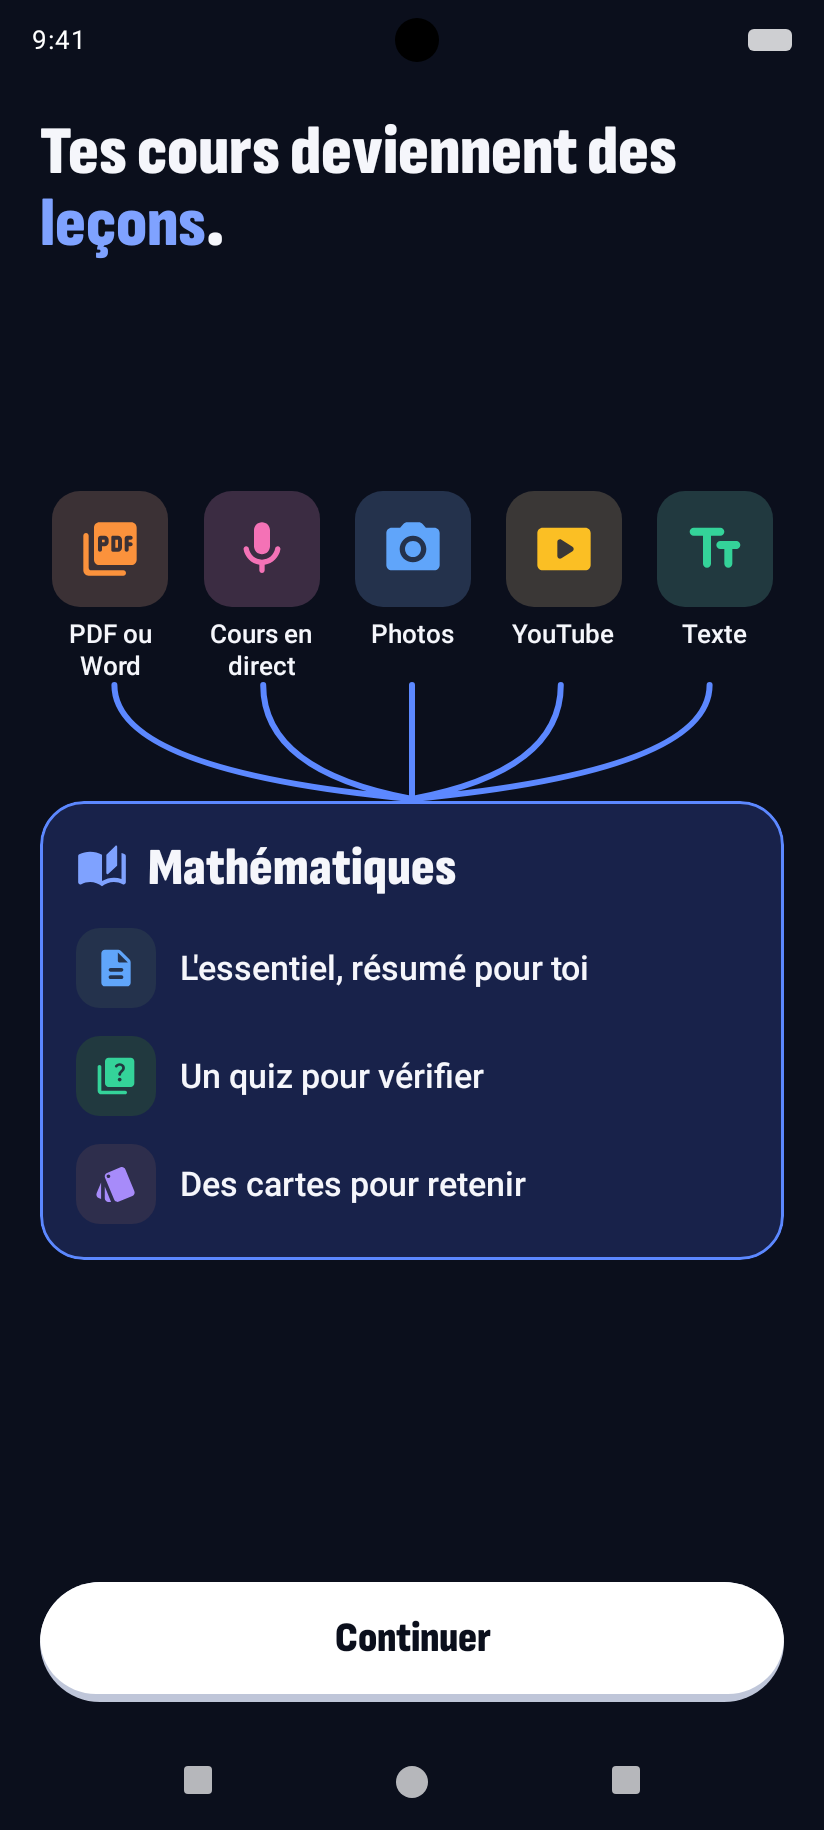 9:41
Tes cours deviennent des
leçons.
PDF
PDF ou
Word
Cours en
direct
Photos
YouTube
Tт
Texte
Mathématiques
L'essentiel, résumé pour toi
?
Un quiz pour vérifier
Des cartes pour retenir
Continuer